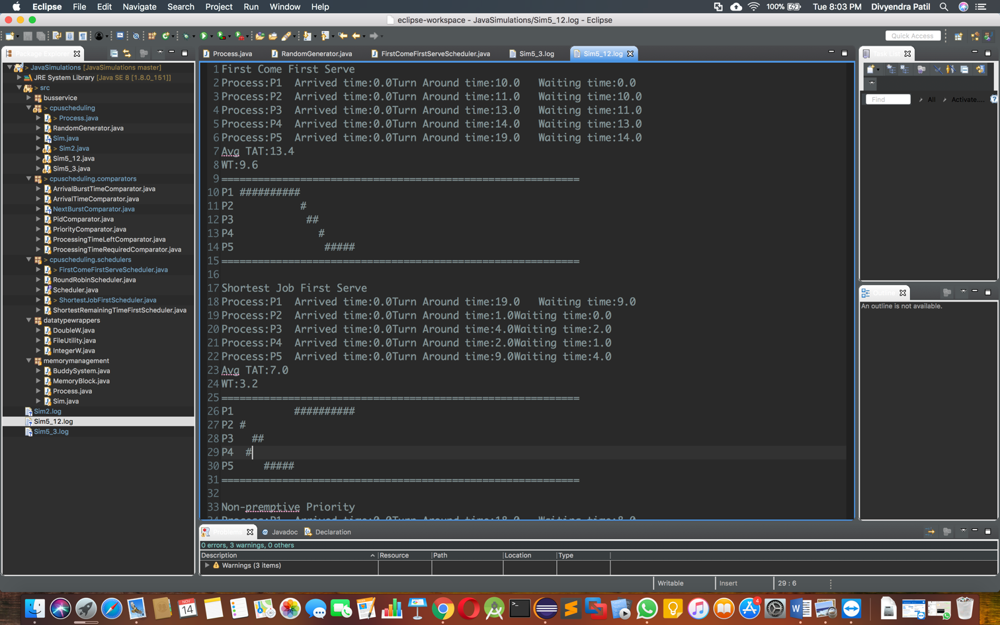 Eclipse File Edit Navigate Search Project Run Window Help 100% Tue 8:03 PM Divyendra Patil
eclipse-workspace - JavaSimulations/Sim5_12.log - Eclipse
Quick Access
Package Explorer
Process.java RandomGenerator.java FirstComeFirstServeScheduler.java Sim5_3.log Sim5_12.log
Task List
> JavaSimulations [JavaSimulations master]
JRE System Library [Java SE 8 [1.8.0_151]]
> src
busservice
> cpuscheduling
> Process.java
RandomGenerator.java
Sim.java
> Sim2.java
Sim5_12.java
Sim5_3.java
> cpuscheduling.comparators
ArrivalBurstTimeComparator.java
ArrivalTimeComparator.java
NextBurstComparator.java
PidComparator.java
PriorityComparator.java
ProcessingTimeLeftComparator.java
ProcessingTimeRequiredComparator.java
> cpuscheduling.schedulers
> FirstComeFirstServeScheduler.java
RoundRobinScheduler.java
Scheduler.java
> ShortestJobFirstScheduler.java
ShortestRemainingTimeFirstScheduler.java
datatypewrappers
DoubleW.java
FileUtility.java
IntegerW.java
memorymanagement
BuddySystem.java
MemoryBlock.java
Process.java
Sim.java
Sim2.log
Sim5_12.log
Sim5_3.log
1 First Come First Serve
2 Process:P1 Arrived time:0.0Turn Around time:10.0 Waiting time:0.0
3 Process:P2 Arrived time:0.0Turn Around time:11.0 Waiting time:10.0
4 Process:P3 Arrived time:0.0Turn Around time:13.0 Waiting time:11.0
5 Process:P4 Arrived time:0.0Turn Around time:14.0 Waiting time:13.0
6 Process:P5 Arrived time:0.0Turn Around time:19.0 Waiting time:14.0
7 Avg TAT:13.4
8 WT:9.6
9 ===========================================================
10 P1 ##########
11 P2 #
12 P3 ##
13 P4 #
14 P5 #####
15 ===========================================================
16
17 Shortest Job First Serve
18 Process:P1 Arrived time:0.0Turn Around time:19.0 Waiting time:9.0
19 Process:P2 Arrived time:0.0Turn Around time:1.0Waiting time:0.0
20 Process:P3 Arrived time:0.0Turn Around time:4.0Waiting time:2.0
21 Process:P4 Arrived time:0.0Turn Around time:2.0Waiting time:1.0
22 Process:P5 Arrived time:0.0Turn Around time:9.0Waiting time:4.0
23 Avg TAT:7.0
24 WT:3.2
25 ===========================================================
26 P1 ##########
27 P2 #
28 P3 ##
29 P4 #
30 P5 #####
31 ===========================================================
32
33 Non-premptive Priority
34 Process:P1 Arrived time:0.0Turn Around time:18.0 Waiting time:8.0
Find All Activate...
Outline
An outline is not available.
Problems Javadoc Declaration
0 errors, 3 warnings, 0 others
Description Resource Path Location Type
Warnings (3 items)
Writable Insert 29 : 6
NOV
14
4